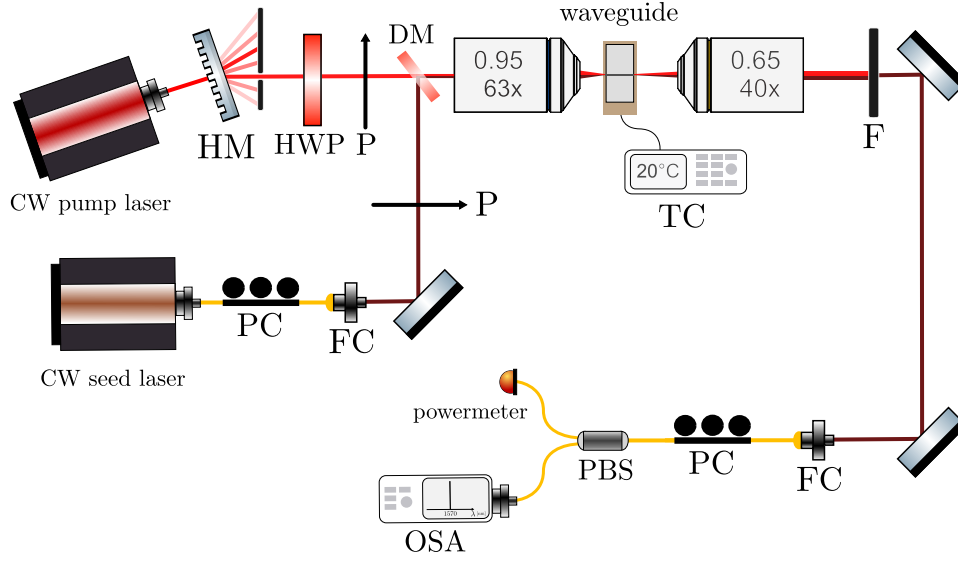 waveguide
DM
0.95
63x
0.65
40x
HM
HWP
P
F
20°C
TC
CW pump laser
P
PC
FC
CW seed laser
powermeter
PBS
PC
FC
1570
λ [nm]
OSA